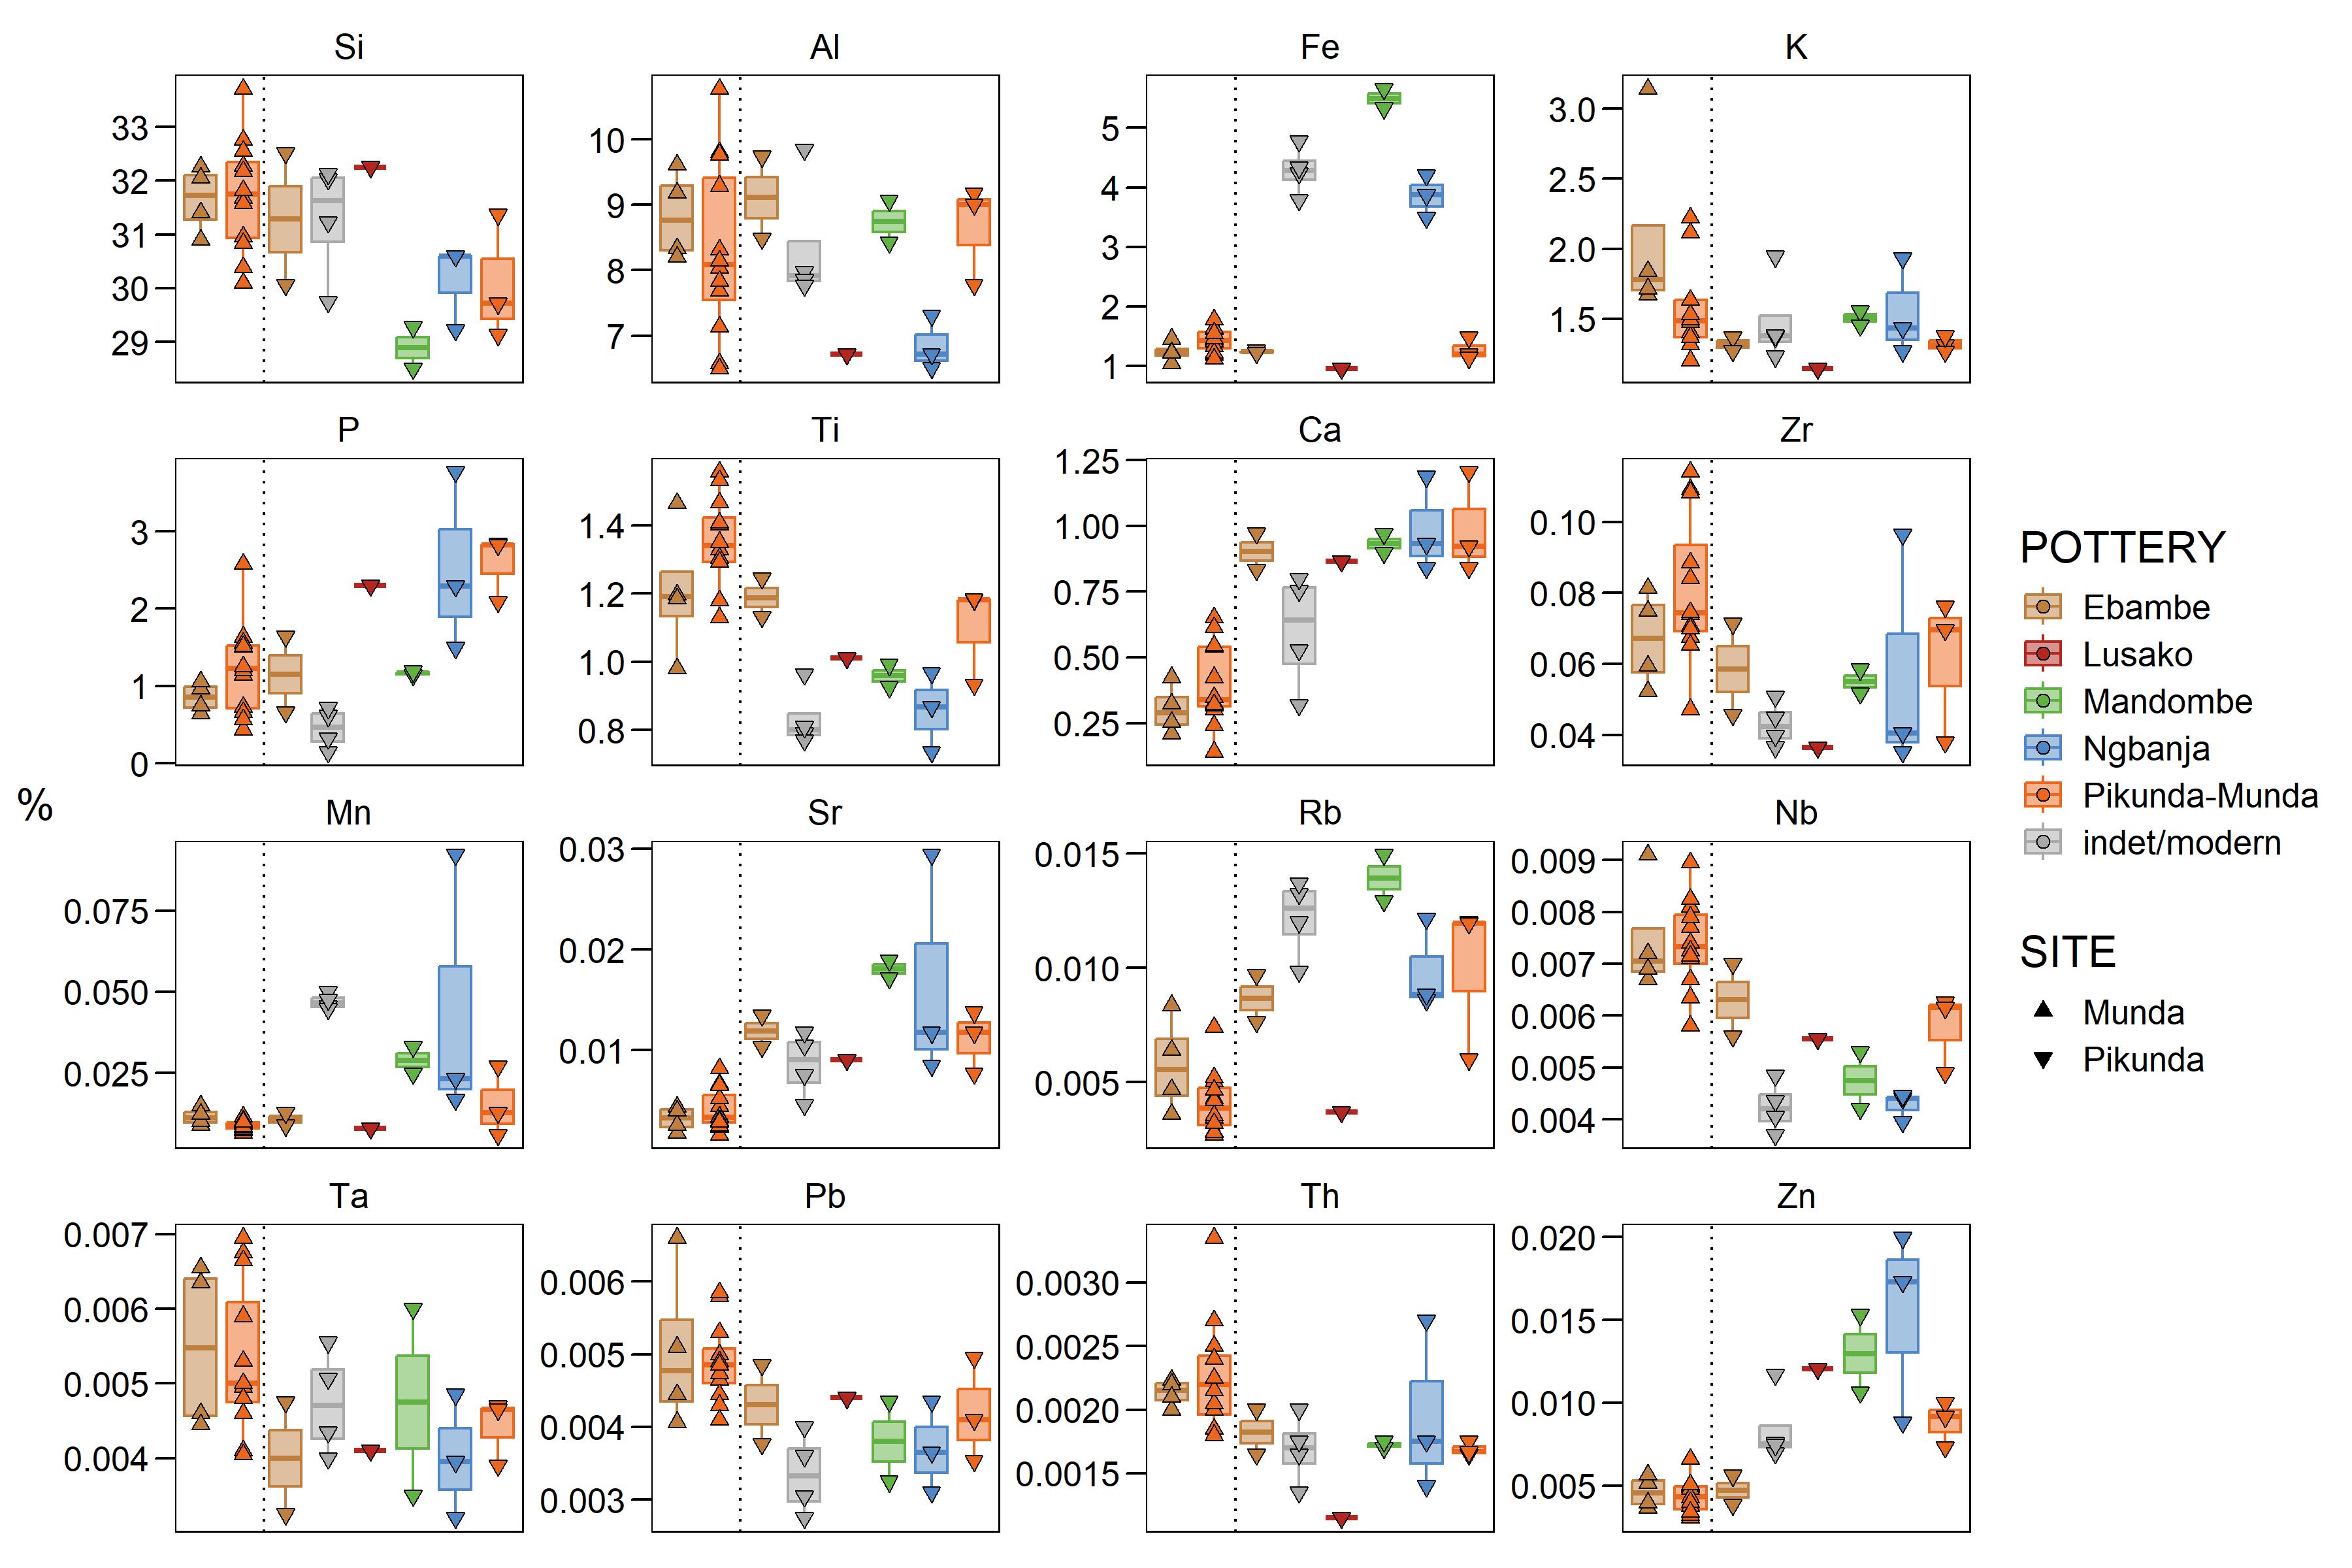 Si Al Fe K
33 32 31 30 29
10 9 8 7
5 4 3 2 1
3.0 2.5 2.0 1.5
P Ti Ca Zr
3 2 1 0
1.4 1.2 1.0 0.8
1.25 1.00 0.75 0.50 0.25
0.10 0.08 0.06 0.04
%
Mn Sr Rb Nb
0.075 0.050 0.025
0.03 0.02 0.01
0.015 0.010 0.005
0.009 0.008 0.007 0.006 0.005 0.004
Ta Pb Th Zn
0.007 0.006 0.005 0.004
0.006 0.005 0.004 0.003
0.0030 0.0025 0.0020 0.0015
0.020 0.015 0.010 0.005
POTTERY
Ebambe
Lusako
Mandombe
Ngbanja
Pikunda-Munda
indet/modern
SITE
Munda
Pikunda